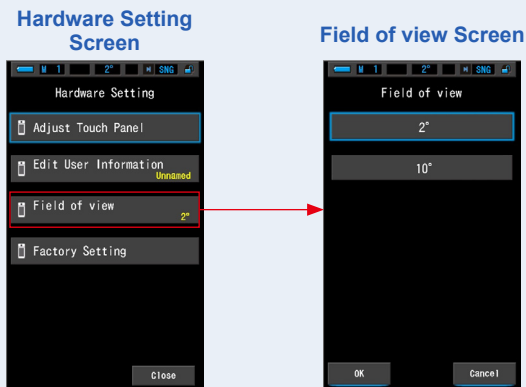 Hardware Setting
Screen
M 1 2° H SNG
Hardware Setting
Adjust Touch Panel
Edit User Information
Unnamed
Field of view
2°
Factory Setting
Close
Field of view Screen
M 1 2° H SNG
Field of view
2°
10°
OK Cancel